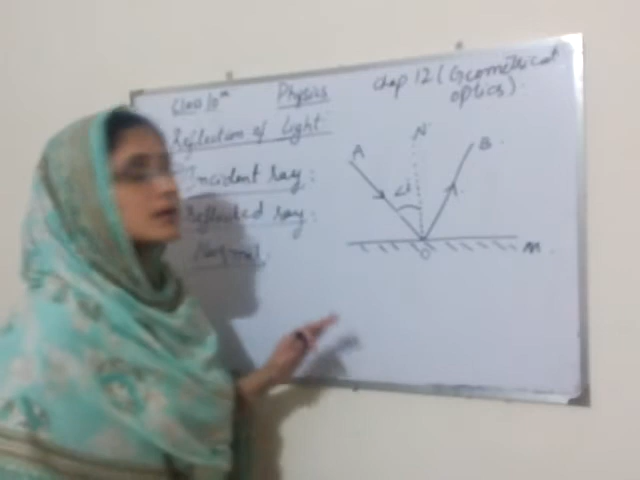 Class 10th Physics Chap 12 (Geometrical
optics).
Reflection of Light
Incident Ray:
Reflected ray:
Normal
A
N
B
∠i
O
M